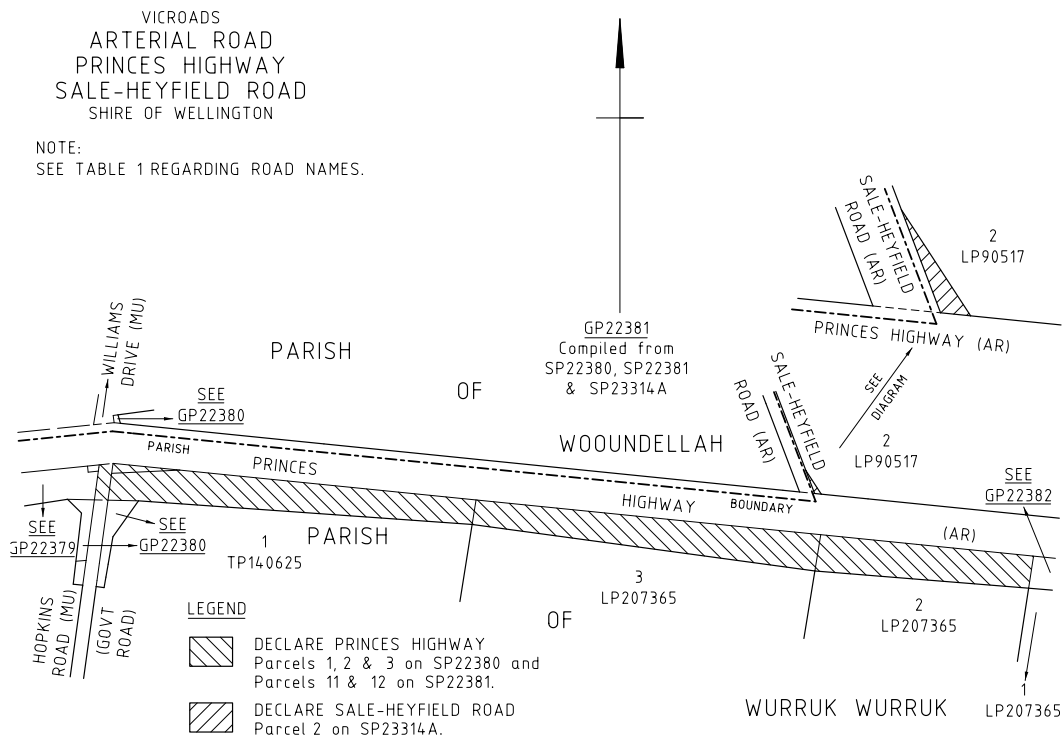 VICROADS
ARTERIAL ROAD
PRINCES HIGHWAY
SALE-HEYFIELD ROAD
SHIRE OF WELLINGTON
NOTE:
SEE TABLE 1 REGARDING ROAD NAMES.
SALE-HEYFIELD
ROAD (AR)
2
LP90517
PRINCES HIGHWAY (AR)
SEE
DIAGRAM
GP22381
Compiled from
SP22380, SP22381
& SP23314A
WILLIAMS
DRIVE (MU)
PARISH
OF
WOOUNDELLAH
SEE
GP22380
SALE-HEYFIELD
ROAD (AR)
2
LP90517
SEE
GP22382
PARISH
PRINCES
HIGHWAY
BOUNDARY
(AR)
SEE
GP22379
SEE
GP22380
1
TP140625
PARISH
OF
WURRUK WURRUK
3
LP207365
2
LP207365
1
LP207365
HOPKINS
ROAD (MU)
(GOVT
ROAD)
LEGEND
DECLARE PRINCES HIGHWAY
Parcels 1, 2 & 3 on SP22380 and
Parcels 11 & 12 on SP22381.
DECLARE SALE-HEYFIELD ROAD
Parcel 2 on SP23314A.